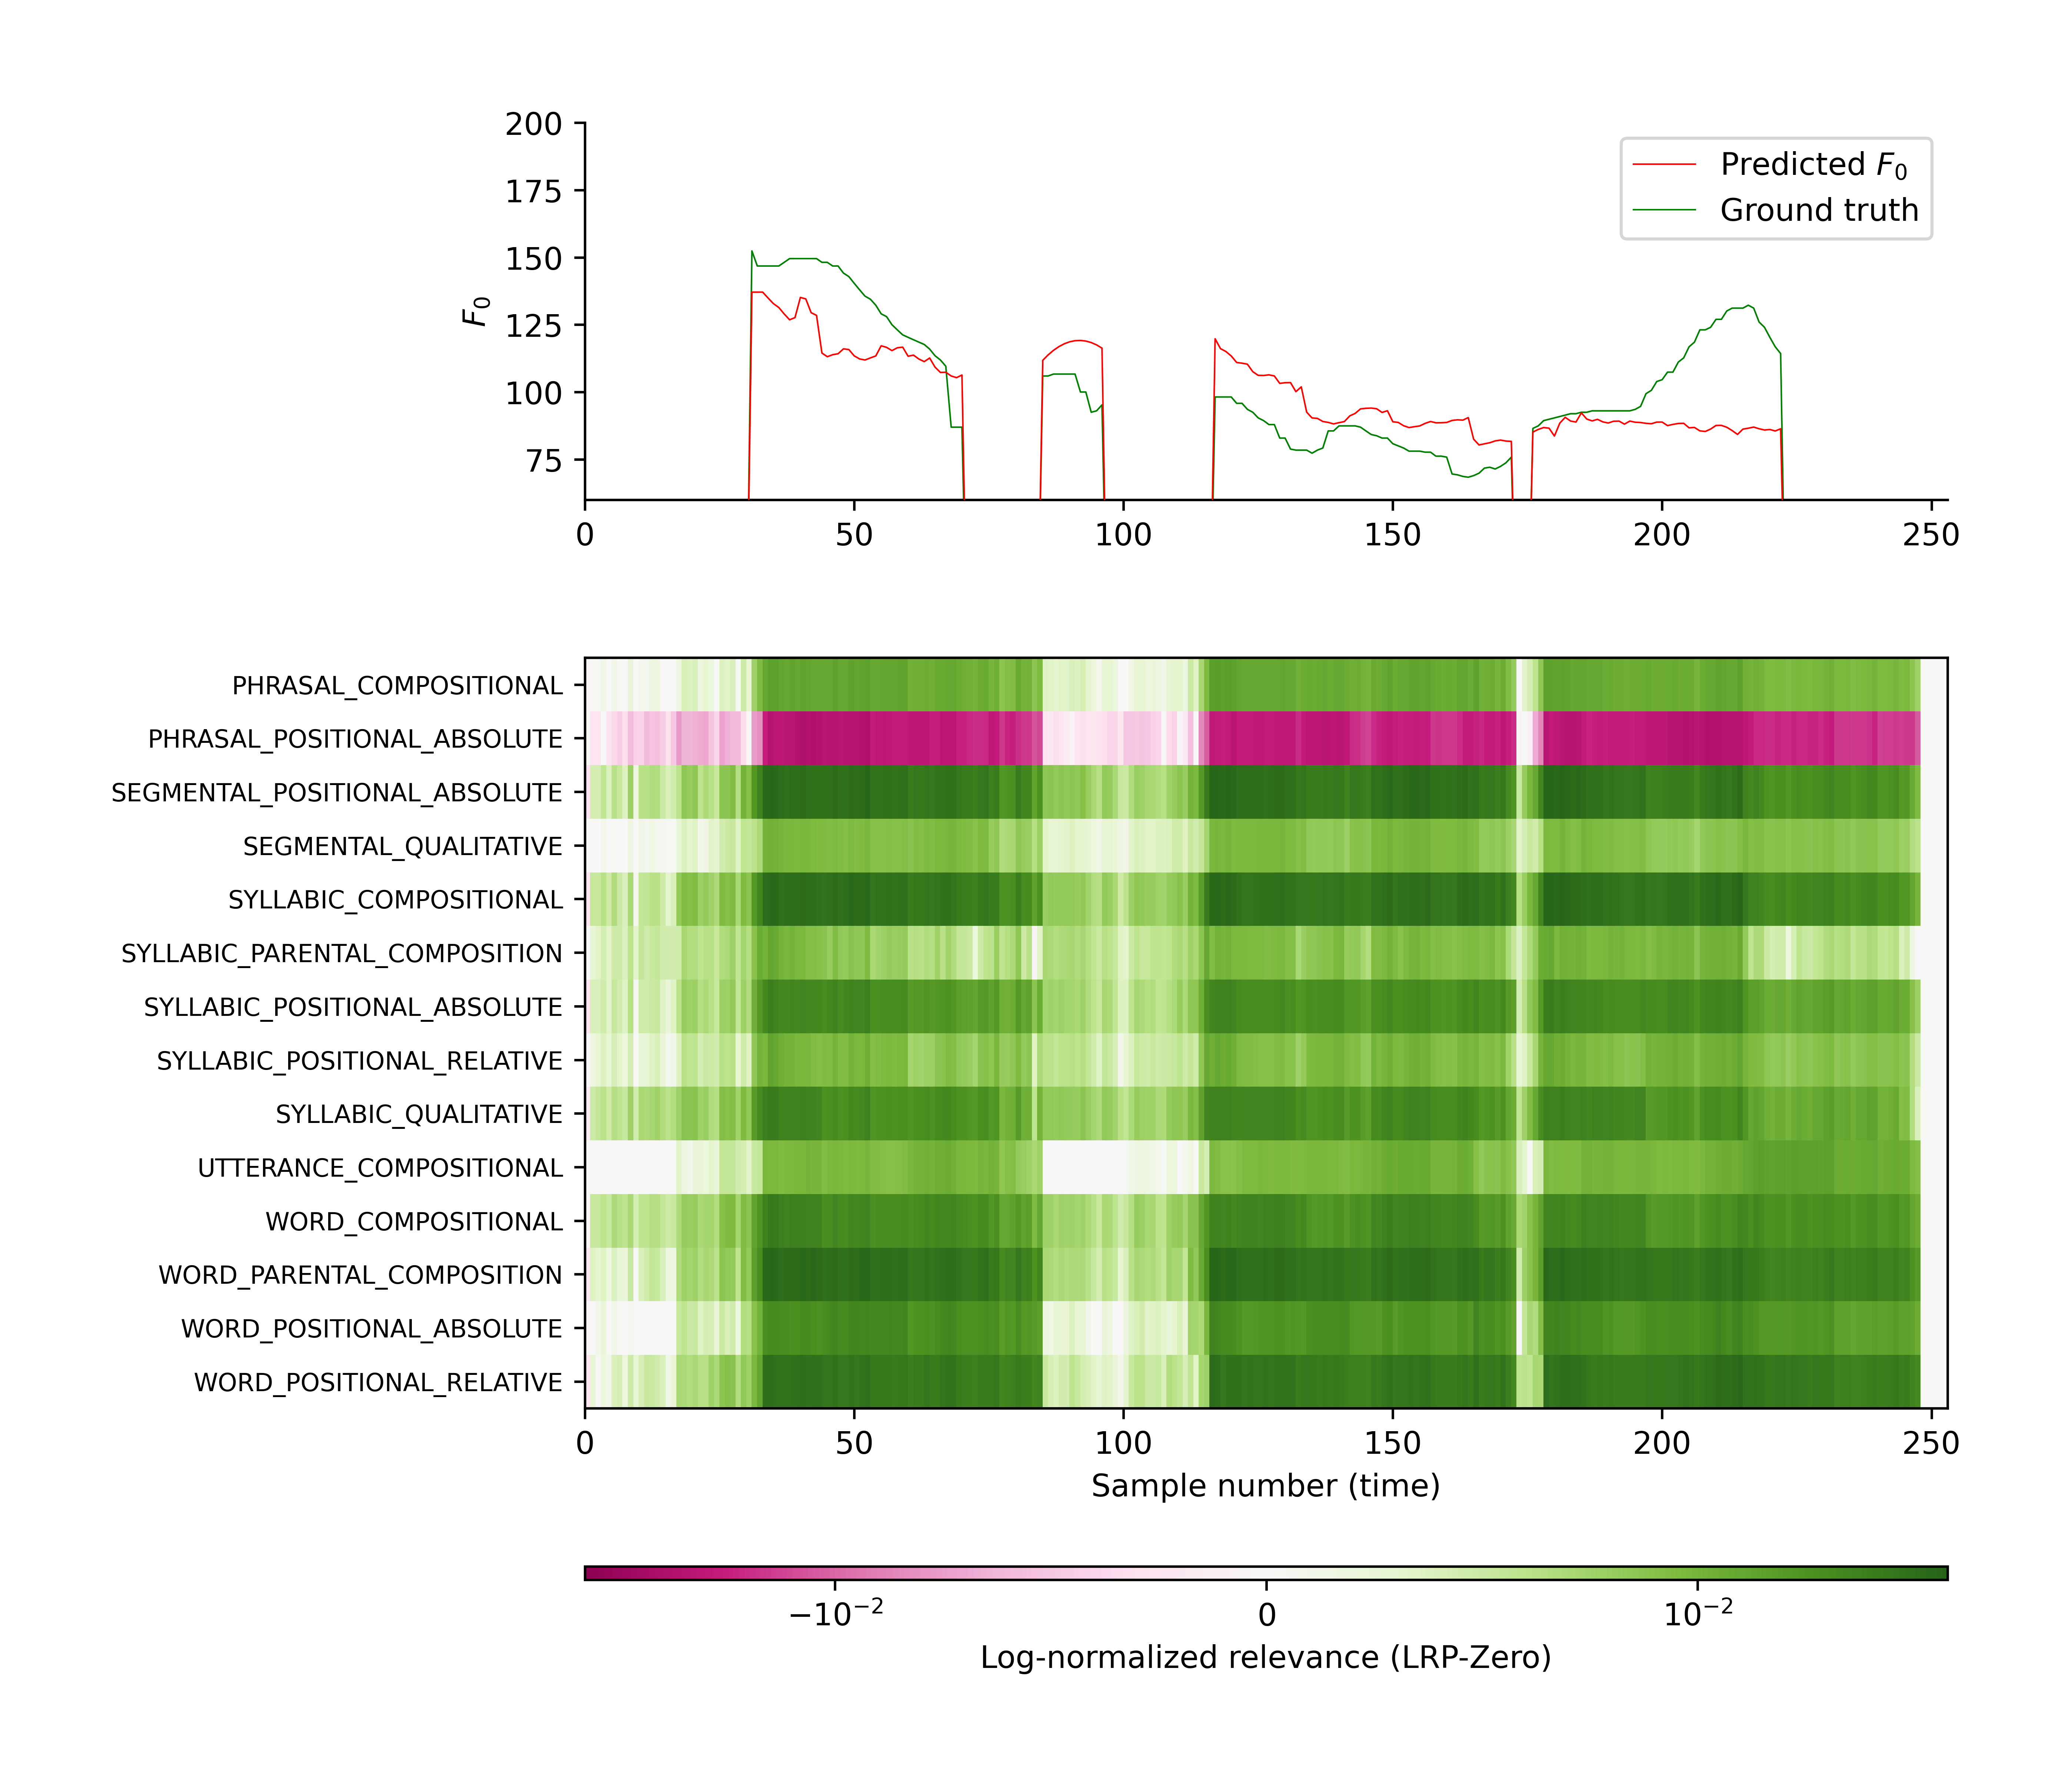 200
175
150
125
100
75
F0
Predicted F0
Ground truth
0 50 100 150 200 250
PHRASAL_COMPOSITIONAL
PHRASAL_POSITIONAL_ABSOLUTE
SEGMENTAL_POSITIONAL_ABSOLUTE
SEGMENTAL_QUALITATIVE
SYLLABIC_COMPOSITIONAL
SYLLABIC_PARENTAL_COMPOSITION
SYLLABIC_POSITIONAL_ABSOLUTE
SYLLABIC_POSITIONAL_RELATIVE
SYLLABIC_QUALITATIVE
UTTERANCE_COMPOSITIONAL
WORD_COMPOSITIONAL
WORD_PARENTAL_COMPOSITION
WORD_POSITIONAL_ABSOLUTE
WORD_POSITIONAL_RELATIVE
0 50 100 150 200 250
Sample number (time)
−10⁻² 0 10⁻²
Log-normalized relevance (LRP-Zero)